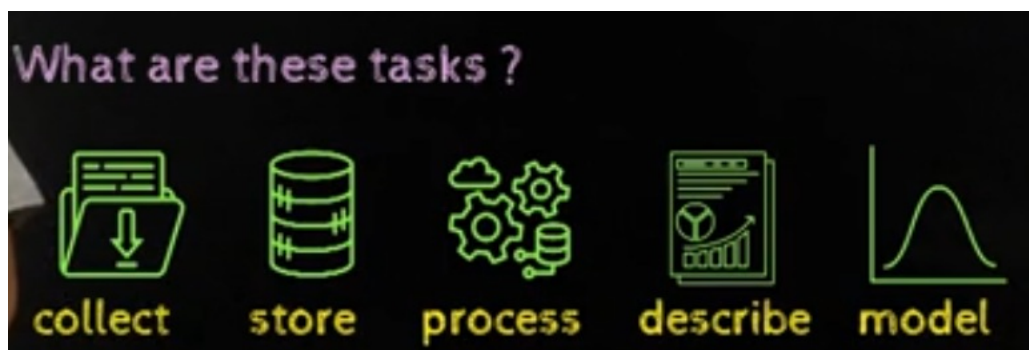 What are these tasks ?
collect store process describe model